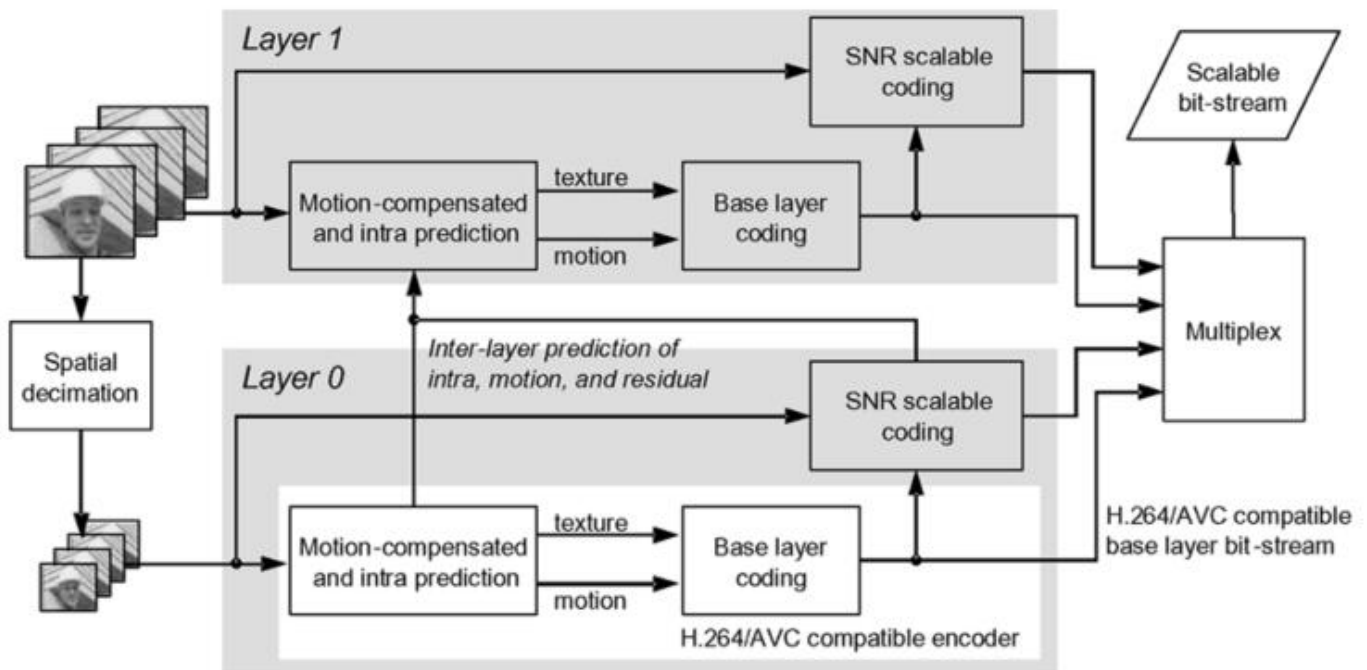 Layer 1
SNR scalable
coding
Scalable
bit-stream
Motion-compensated
and intra prediction
texture
motion
Base layer
coding
Spatial
decimation
Inter-layer prediction of
intra, motion, and residual
Multiplex
Layer 0
SNR scalable
coding
Motion-compensated
and intra prediction
texture
motion
Base layer
coding
H.264/AVC compatible
base layer bit-stream
H.264/AVC compatible encoder